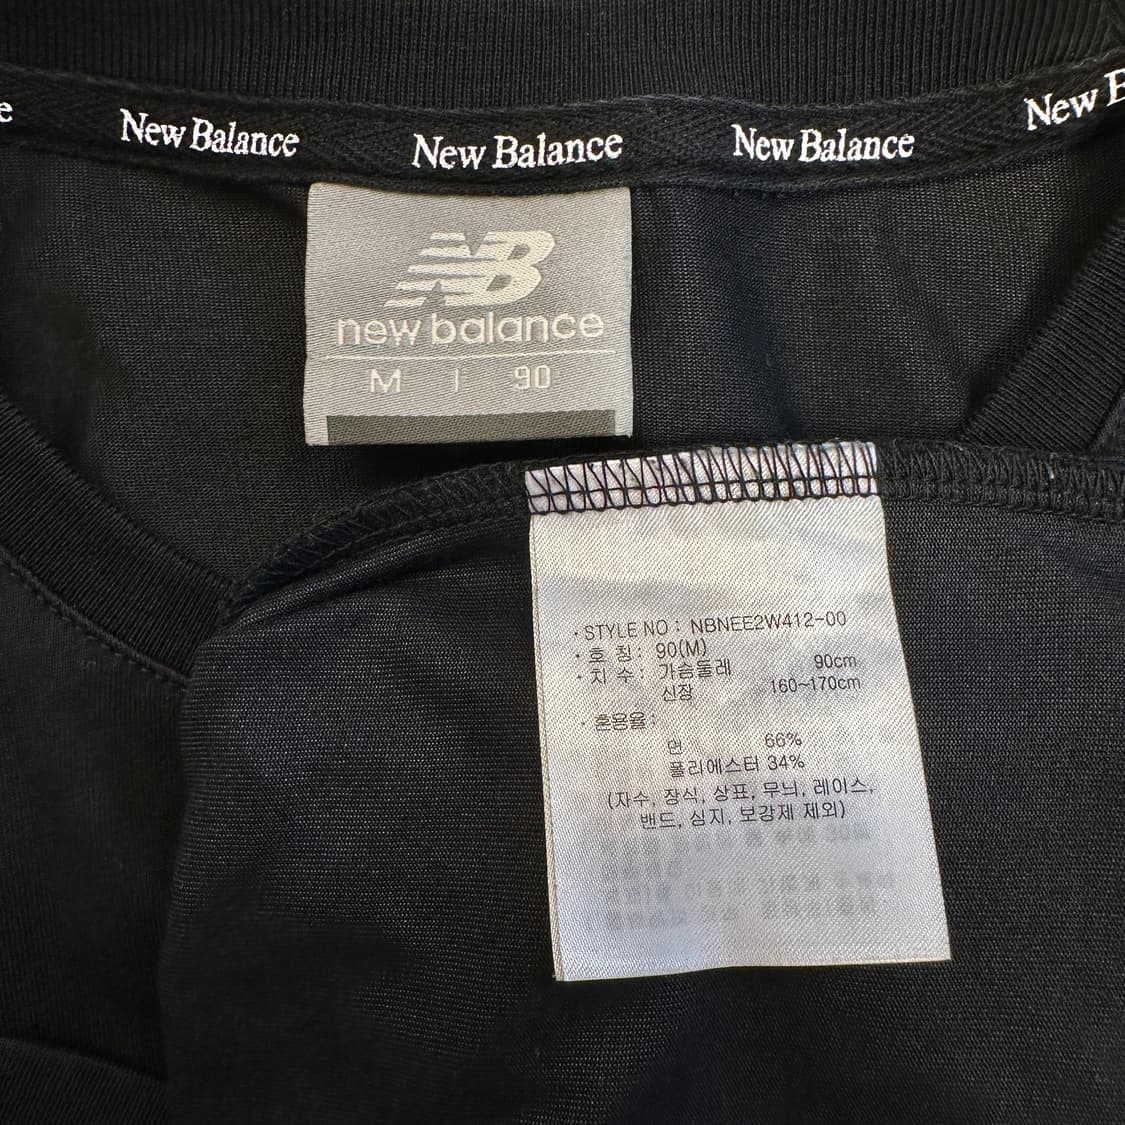 e New Balance New Balance New Balance New B
NB
new balance
M | 90
· STYLE NO : NBNEE2W412-00
· 호 칭 : 90(M)
· 치 수 : 가슴둘레 90cm
신장 160~170cm
· 혼용율 :
면 66%
폴리에스터 34%
(자수, 장식, 상표, 무늬, 레이스,
밴드, 심지, 보강제 제외)